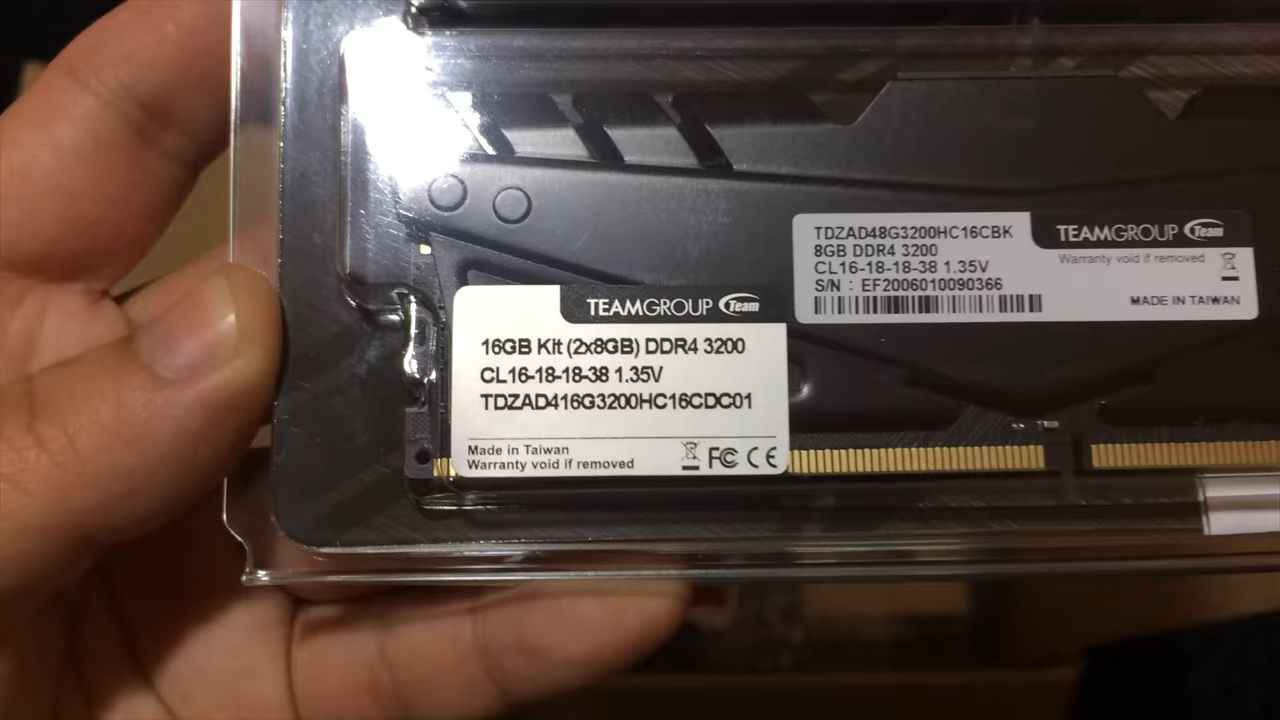 TDZAD48G3200HC16CBK
8GB DDR4 3200
CL16-18-18-38 1.35V
S/N : EF2006010090366
TEAMGROUP Team
Warranty void if removed
MADE IN TAIWAN
TEAMGROUP Team
16GB Kit (2x8GB) DDR4 3200
CL16-18-18-38 1.35V
TDZAD416G3200HC16CDC01
Made in Taiwan
Warranty void if removed
FC CE